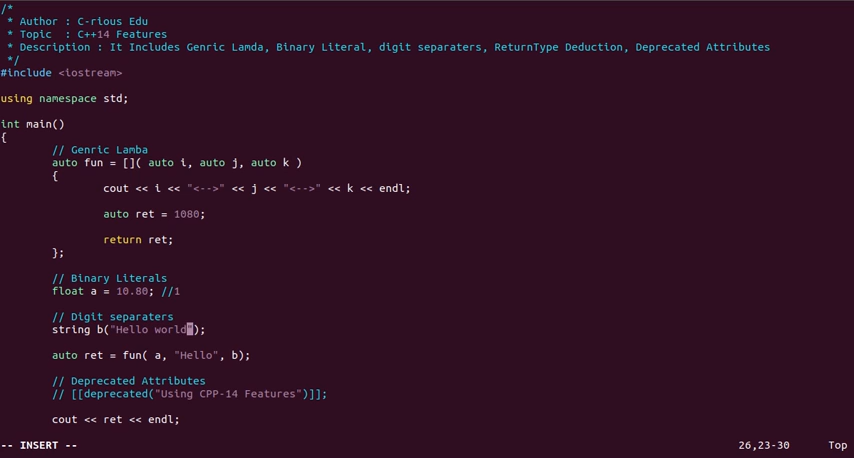 /*
 * Author : C-rious Edu
 * Topic  : C++14 Features
 * Description : It Includes Genric Lamda, Binary Literal, digit separaters, ReturnType Deduction, Deprecated Attributes
 */
#include <iostream>
using namespace std;
int main()
{
        // Genric Lamba
        auto fun = []( auto i, auto j, auto k )
        {
                cout << i << "<-->" << j << "<-->" << k << endl;
                auto ret = 1080;
                return ret;
        };
        // Binary Literals
        float a = 10.80; //1
        // Digit separaters
        string b("Hello world");
        auto ret = fun( a, "Hello", b);
        // Deprecated Attributes
        // [[deprecated("Using CPP-14 Features")]];
        cout << ret << endl;
-- INSERT --                                                    26,23-30      Top